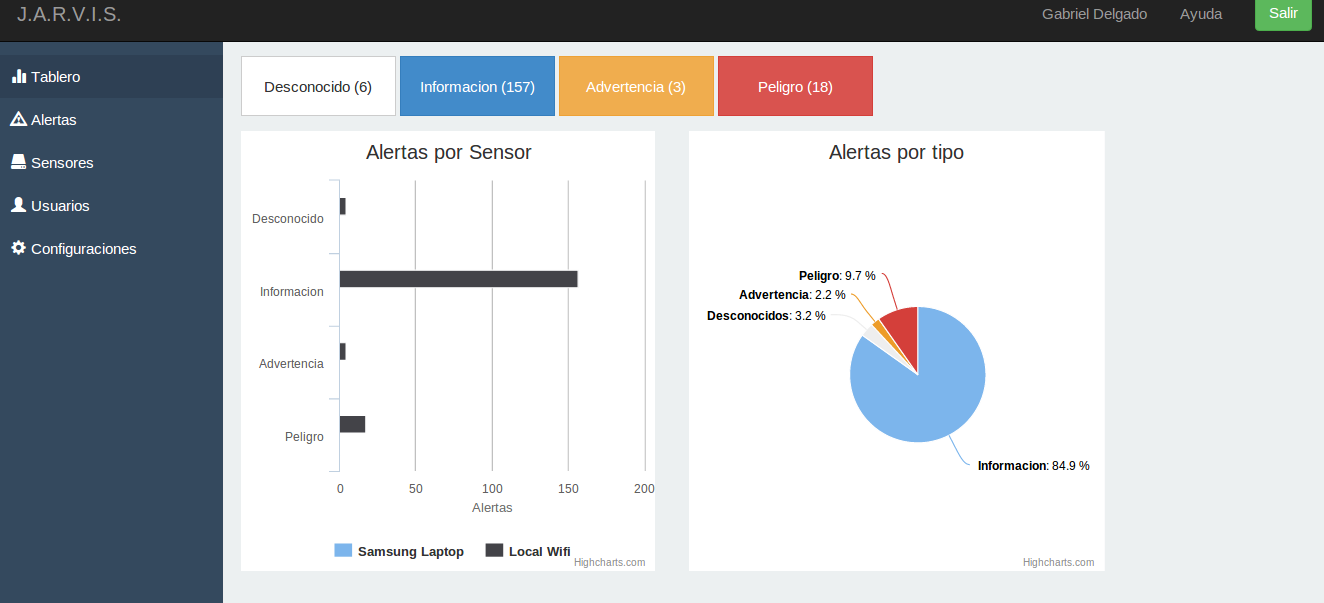 J.A.R.V.I.S.
Gabriel Delgado
Ayuda
Salir
Tablero
Alertas
Sensores
Usuarios
Configuraciones
Desconocido (6)
Informacion (157)
Advertencia (3)
Peligro (18)
Alertas por Sensor
Desconocido
Informacion
Advertencia
Peligro
0 50 100 150 200
Alertas
Samsung Laptop
Local Wifi
Highcharts.com
Alertas por tipo
Peligro: 9.7 %
Advertencia: 2.2 %
Desconocidos: 3.2 %
Informacion: 84.9 %
Highcharts.com